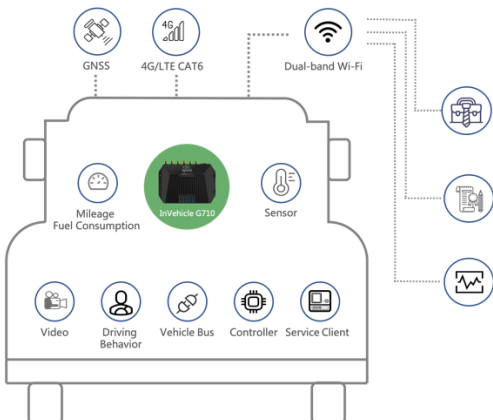 4G
GNSS
4G/LTE CAT6
Dual-band Wi-Fi
InVehicle G710
Mileage
Fuel Consumption
Sensor
Video
Driving
Behavior
Vehicle Bus
Controller
Service Client